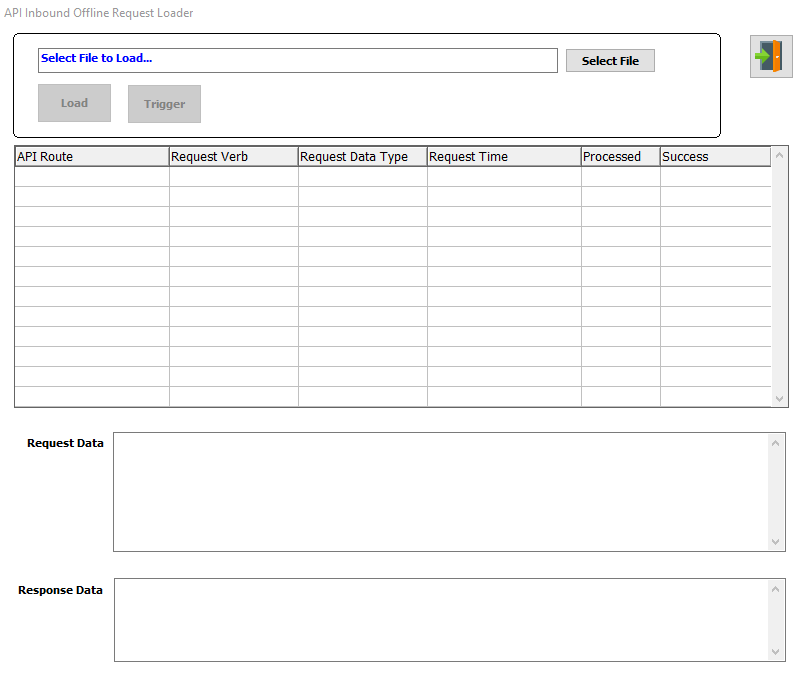 API Inbound Offline Request Loader
Select File to Load...
Select File
Load
Trigger
API Route Request Verb Request Data Type Request Time Processed Success
Request Data
Response Data